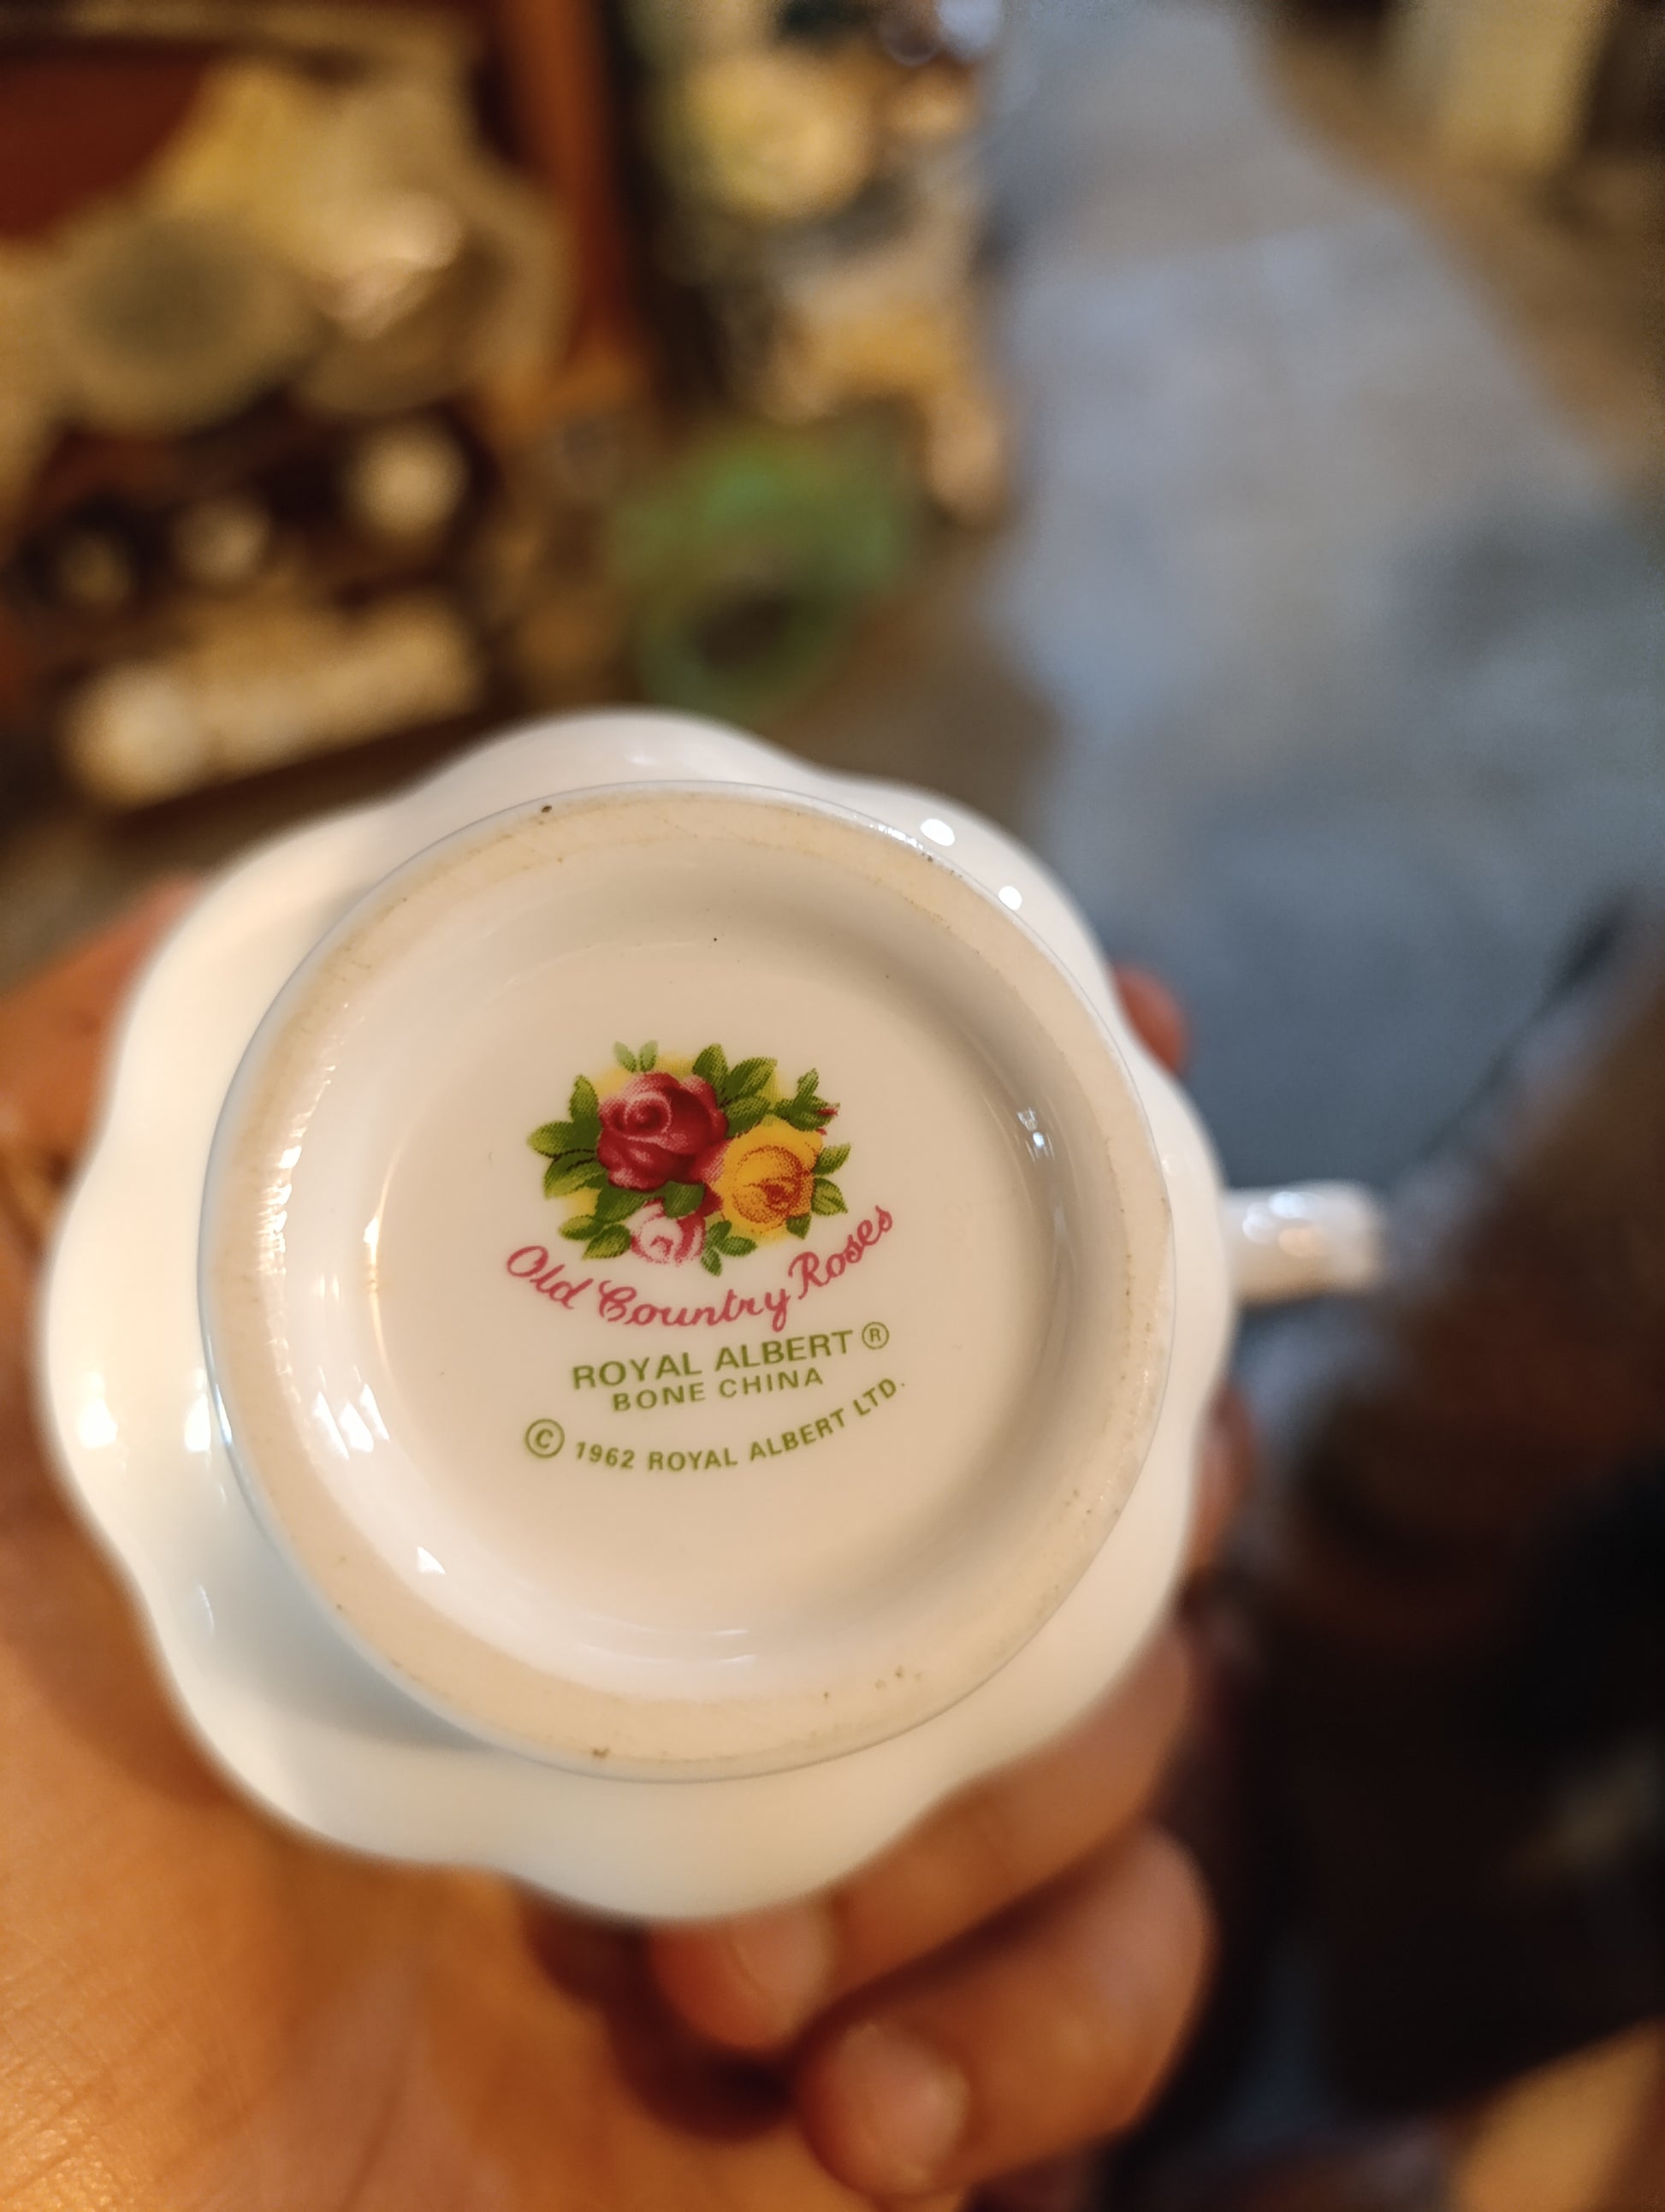 Old Country Roses
ROYAL ALBERT ®
BONE CHINA
© 1962 ROYAL ALBERT LTD.